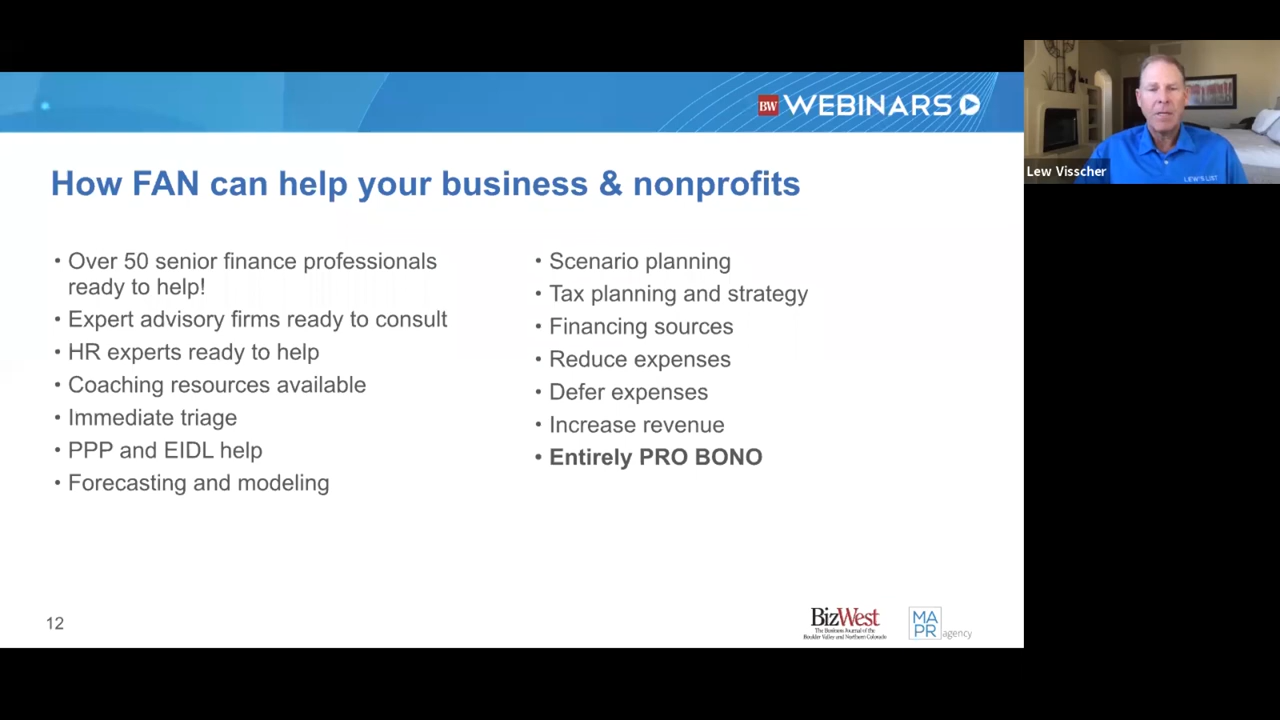 BW WEBINARS
How FAN can help your business & nonprofits
• Over 50 senior finance professionals
ready to help!
• Expert advisory firms ready to consult
• HR experts ready to help
• Coaching resources available
• Immediate triage
• PPP and EIDL help
• Forecasting and modeling
• Scenario planning
• Tax planning and strategy
• Financing sources
• Reduce expenses
• Defer expenses
• Increase revenue
• Entirely PRO BONO
12
BizWest
The Business Journal of the
Boulder Valley and Northern Colorado
MA
PR agency
LEW'S LIST
Lew Visscher